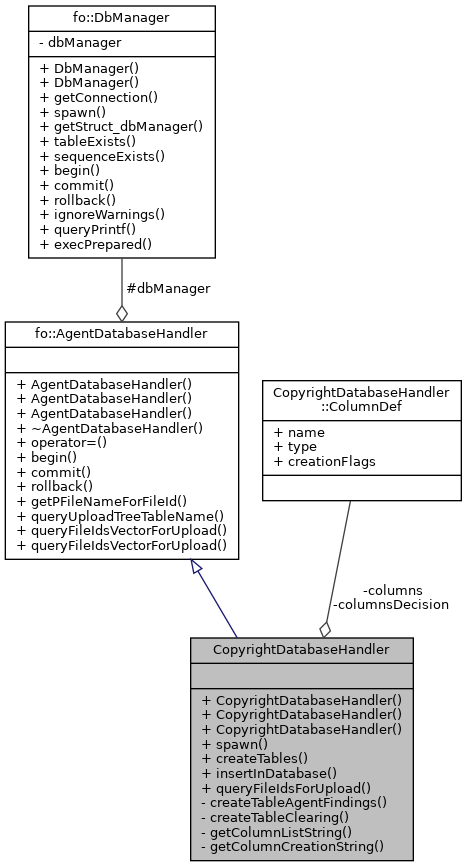 fo::DbManager
- dbManager
+ DbManager()
+ DbManager()
+ getConnection()
+ spawn()
+ getStruct_dbManager()
+ tableExists()
+ sequenceExists()
+ begin()
+ commit()
+ rollback()
+ ignoreWarnings()
+ queryPrintf()
+ execPrepared()
#dbManager
fo::AgentDatabaseHandler
+ AgentDatabaseHandler()
+ AgentDatabaseHandler()
+ AgentDatabaseHandler()
+ ~AgentDatabaseHandler()
+ operator=()
+ begin()
+ commit()
+ rollback()
+ getPFileNameForFileId()
+ queryUploadTreeTableName()
+ queryFileIdsVectorForUpload()
+ queryFileIdsVectorForUpload()
CopyrightDatabaseHandler
::ColumnDef
+ name
+ type
+ creationFlags
-columns
-columnsDecision
CopyrightDatabaseHandler
+ CopyrightDatabaseHandler()
+ CopyrightDatabaseHandler()
+ CopyrightDatabaseHandler()
+ spawn()
+ createTables()
+ insertInDatabase()
+ queryFileIdsForUpload()
- createTableAgentFindings()
- createTableClearing()
- getColumnListString()
- getColumnCreationString()